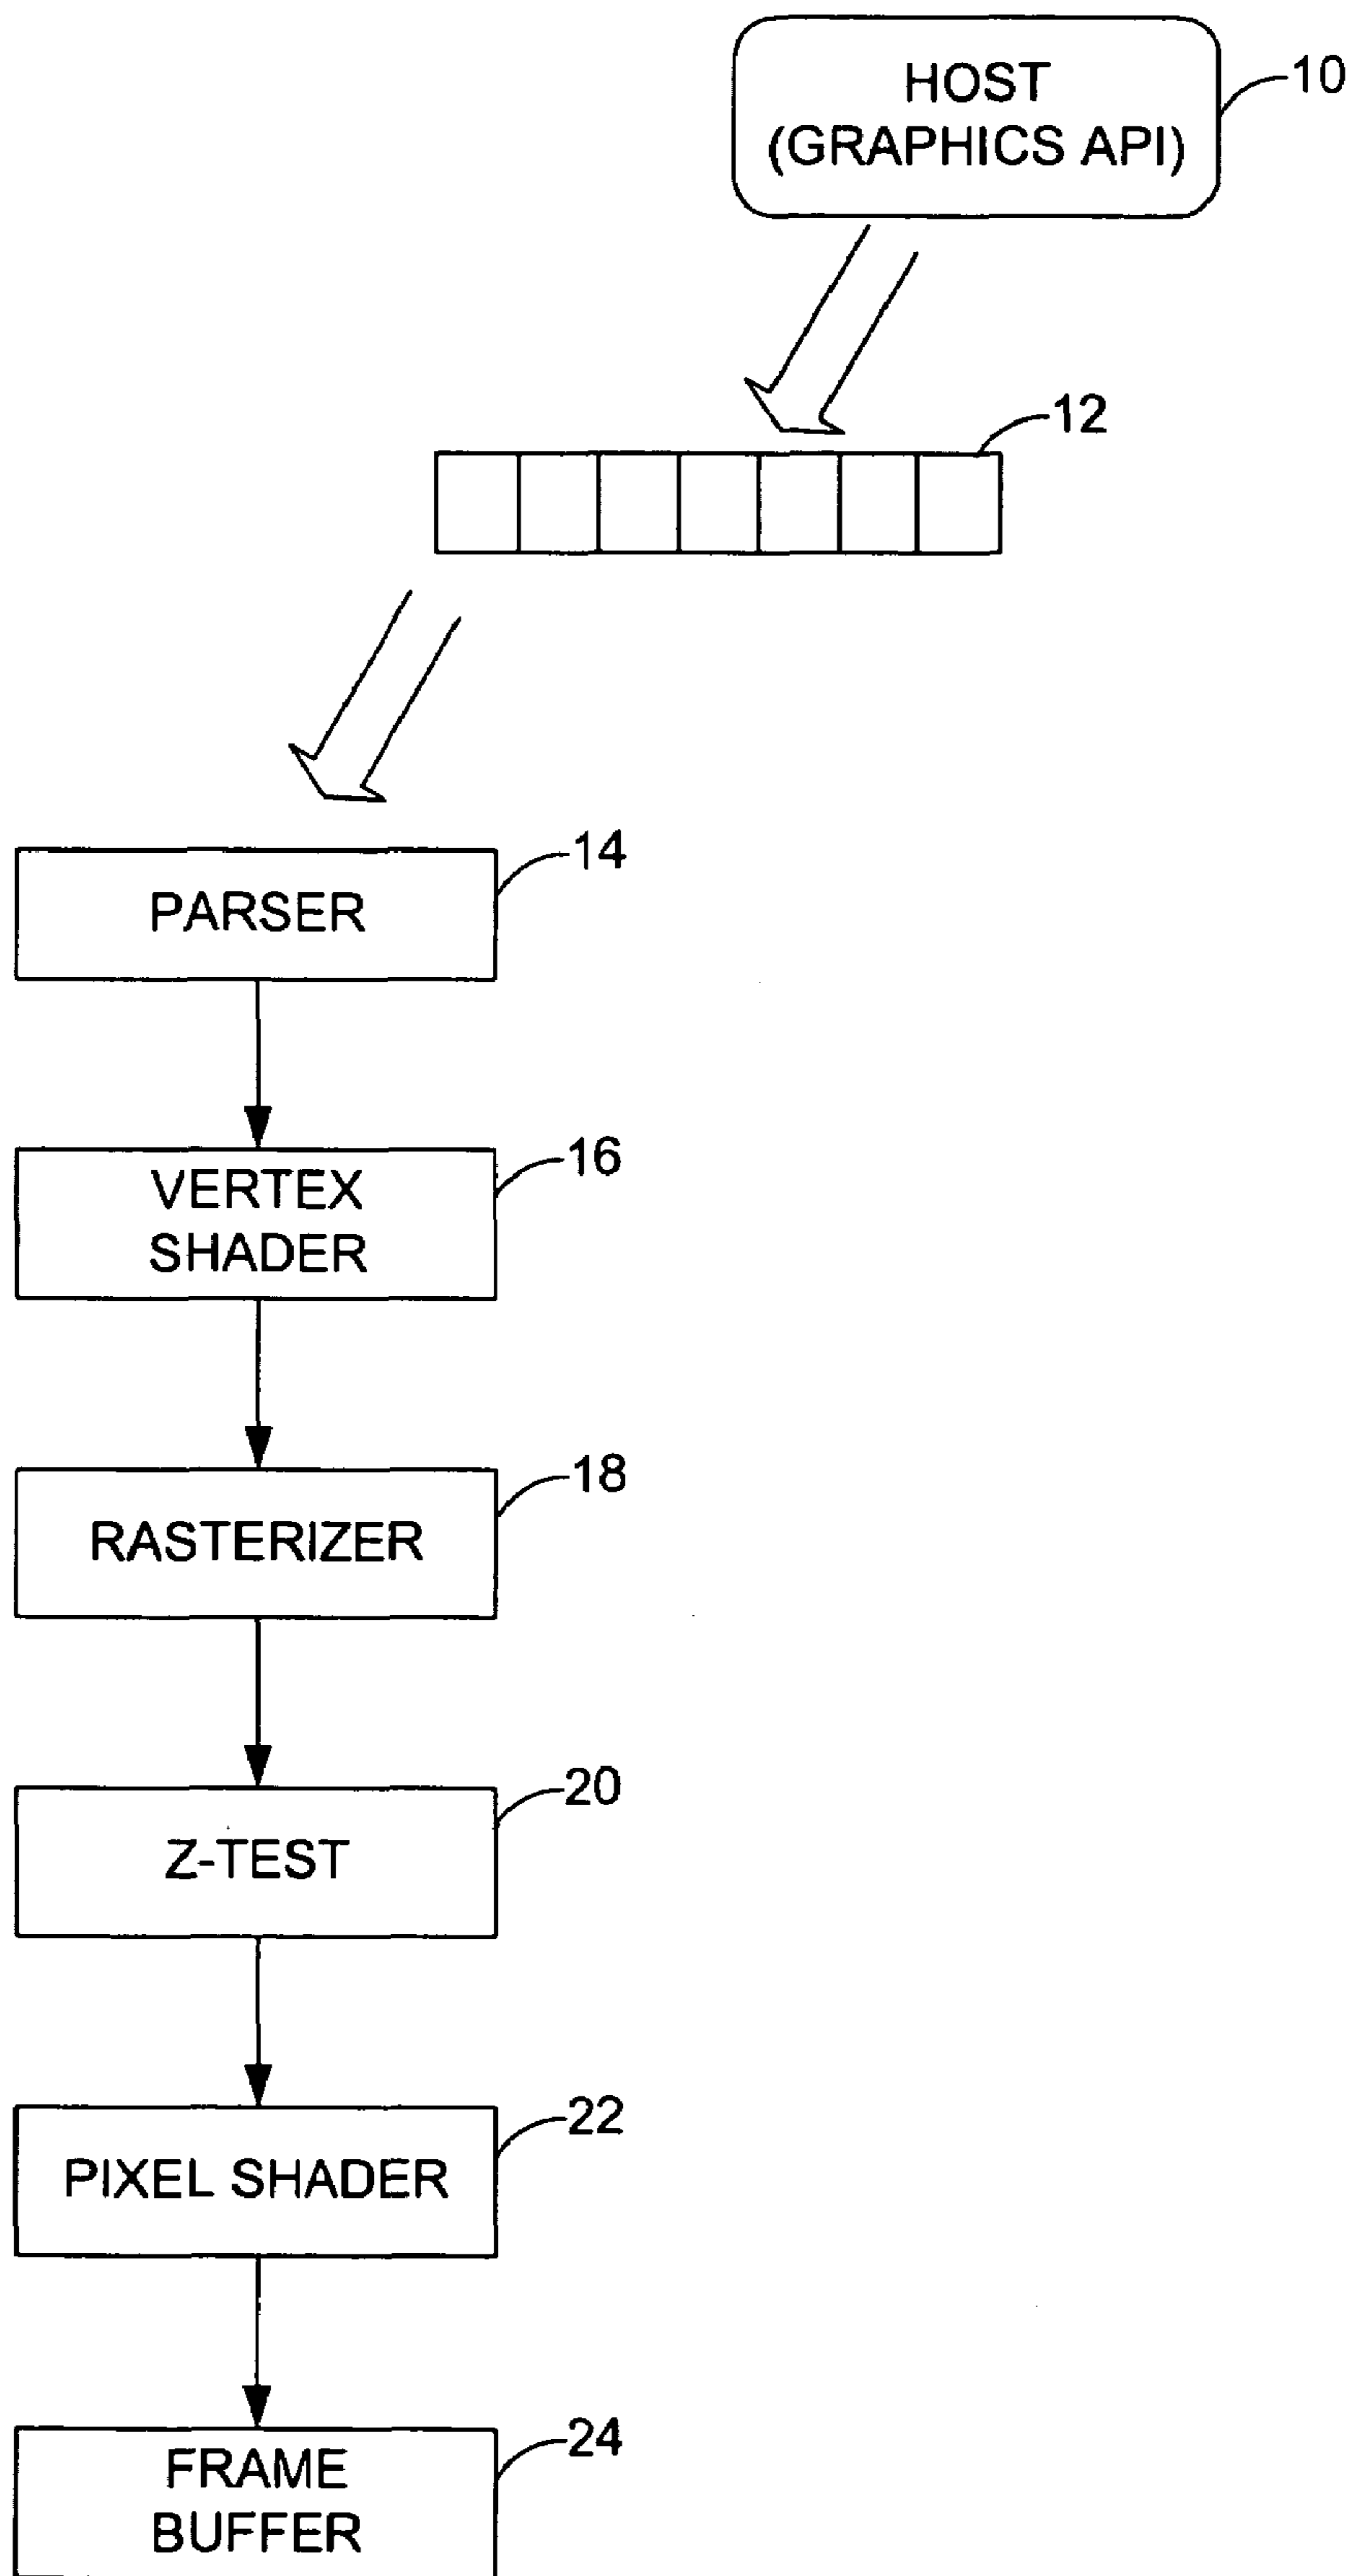 HOST
(GRAPHICS API)
10
12
14
PARSER
16
VERTEX
SHADER
18
RASTERIZER
20
Z-TEST
22
PIXEL SHADER
24
FRAME
BUFFER